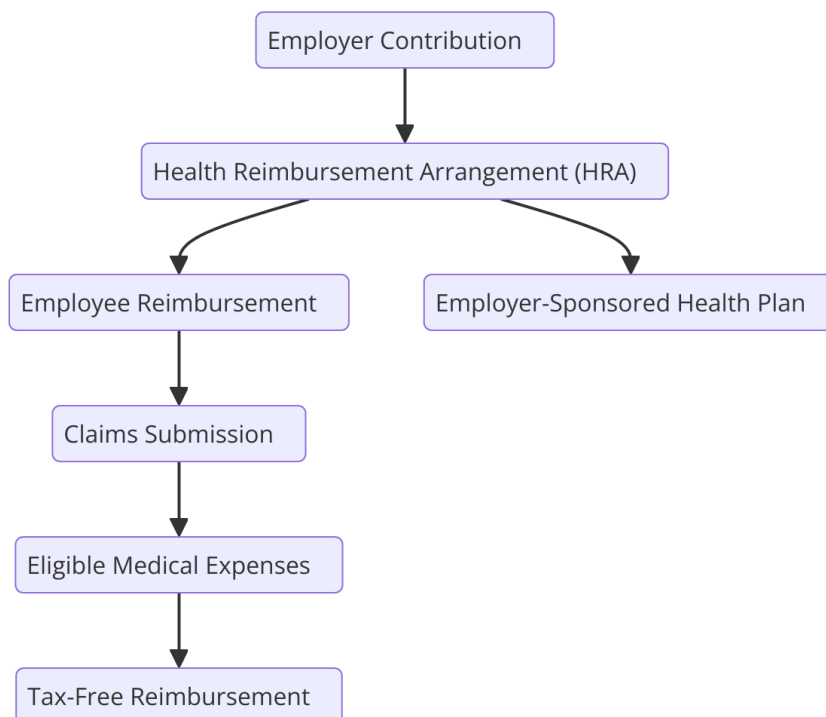 Employer Contribution
Health Reimbursement Arrangement (HRA)
Employee Reimbursement
Employer-Sponsored Health Plan
Claims Submission
Eligible Medical Expenses
Tax-Free Reimbursement